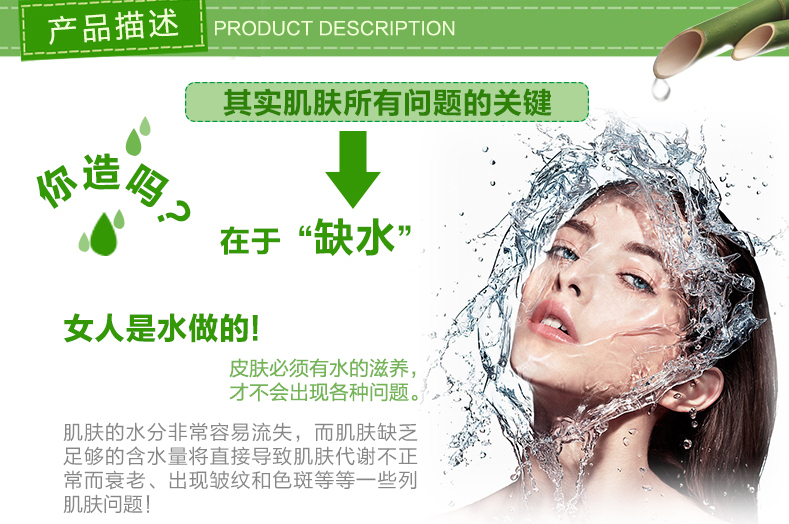 产品描述 PRODUCT DESCRIPTION
其实肌肤所有问题的关键
你造吗?
在于“缺水”
女人是水做的!
皮肤必须有水的滋养,
才不会出现各种问题。
肌肤的水分非常容易流失,而肌肤缺乏
足够的含水量将直接导致肌肤代谢不正
常而衰老、出现皱纹和色斑等等一些列
肌肤问题!